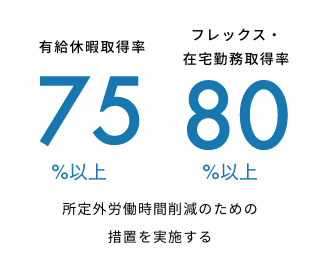 有給休暇取得率
75
%以上
フレックス・
在宅勤務取得率
80
%以上
所定外労働時間削減のための
措置を実施する